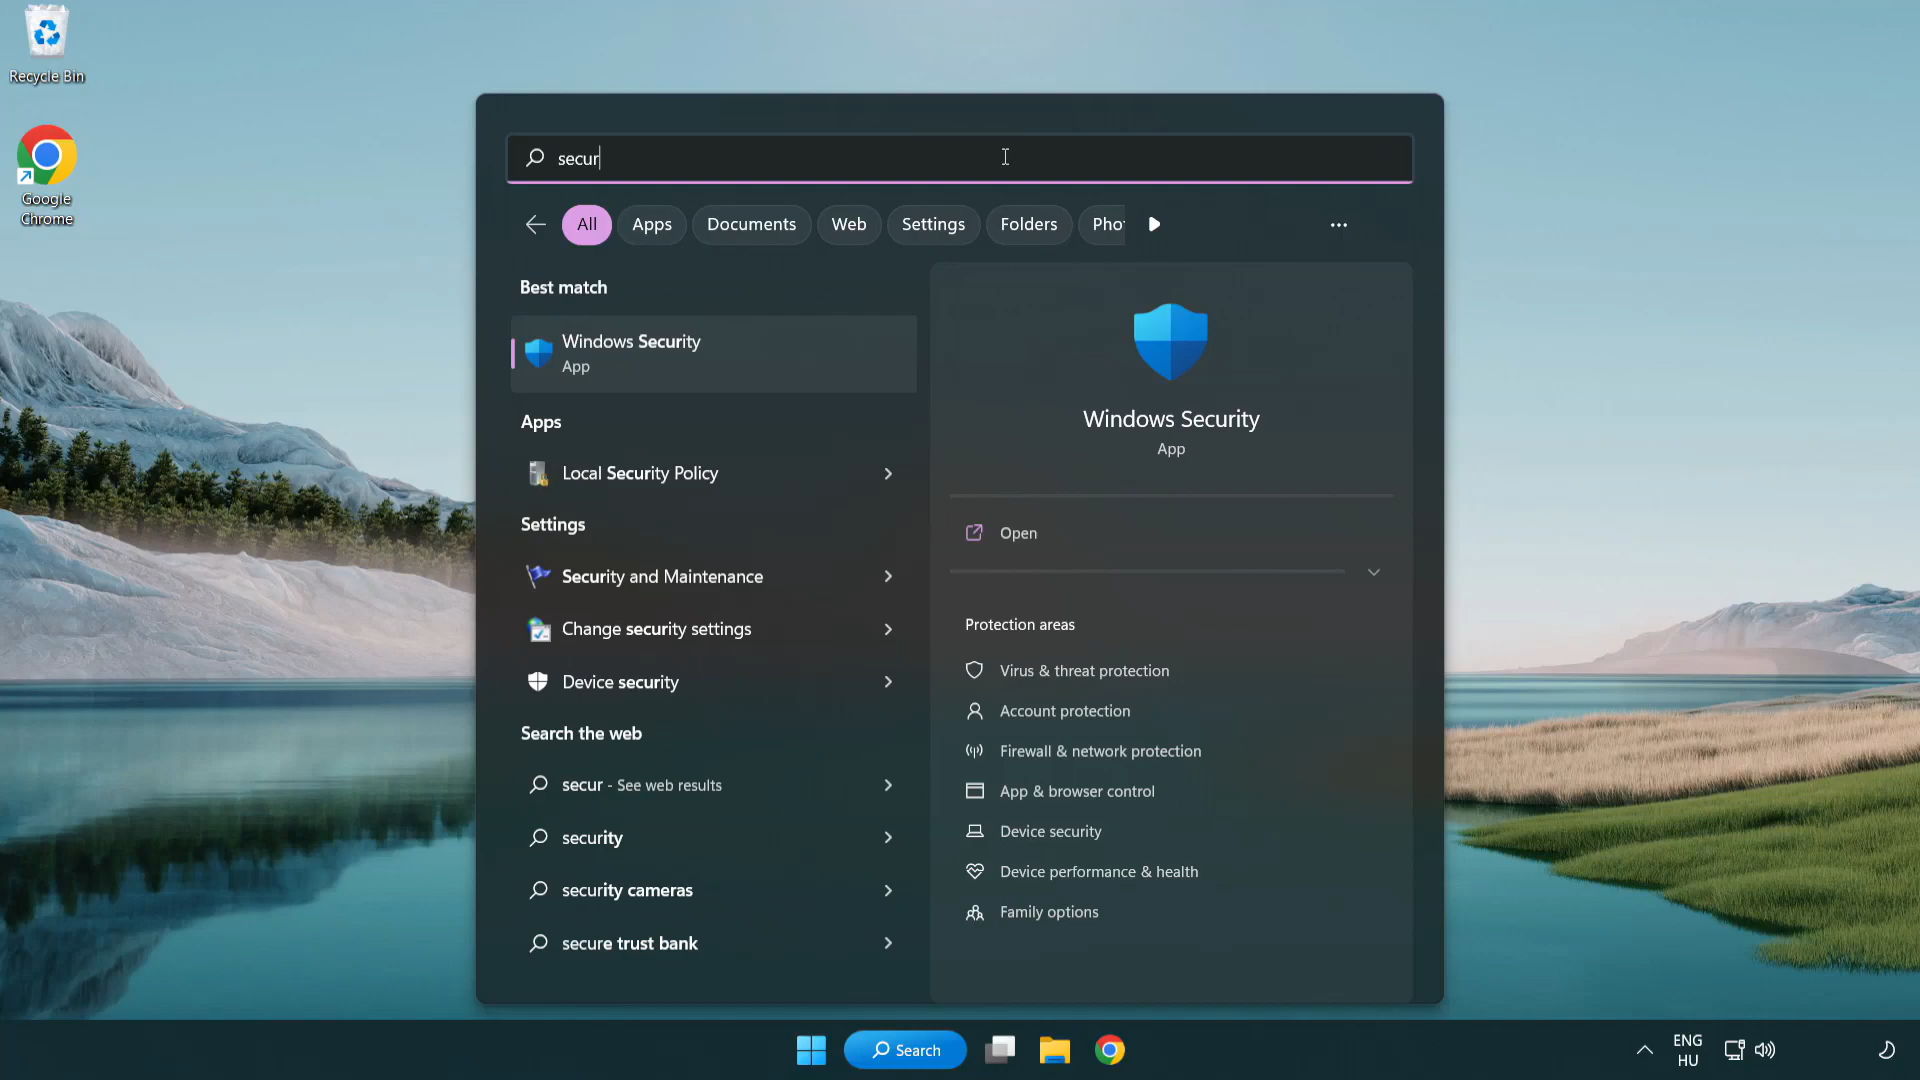 Recycle Bin
Google
Chrome
secur
All
Apps
Documents
Web
Settings
Folders
Pho
Best match
Windows Security
App
Apps
Local Security Policy
Settings
Security and Maintenance
Change security settings
Device security
Search the web
secur - See web results
security
security cameras
secure trust bank
Windows Security
App
Open
Protection areas
Virus & threat protection
Account protection
Firewall & network protection
App & browser control
Device security
Device performance & health
Family options
Search
ENG
HU